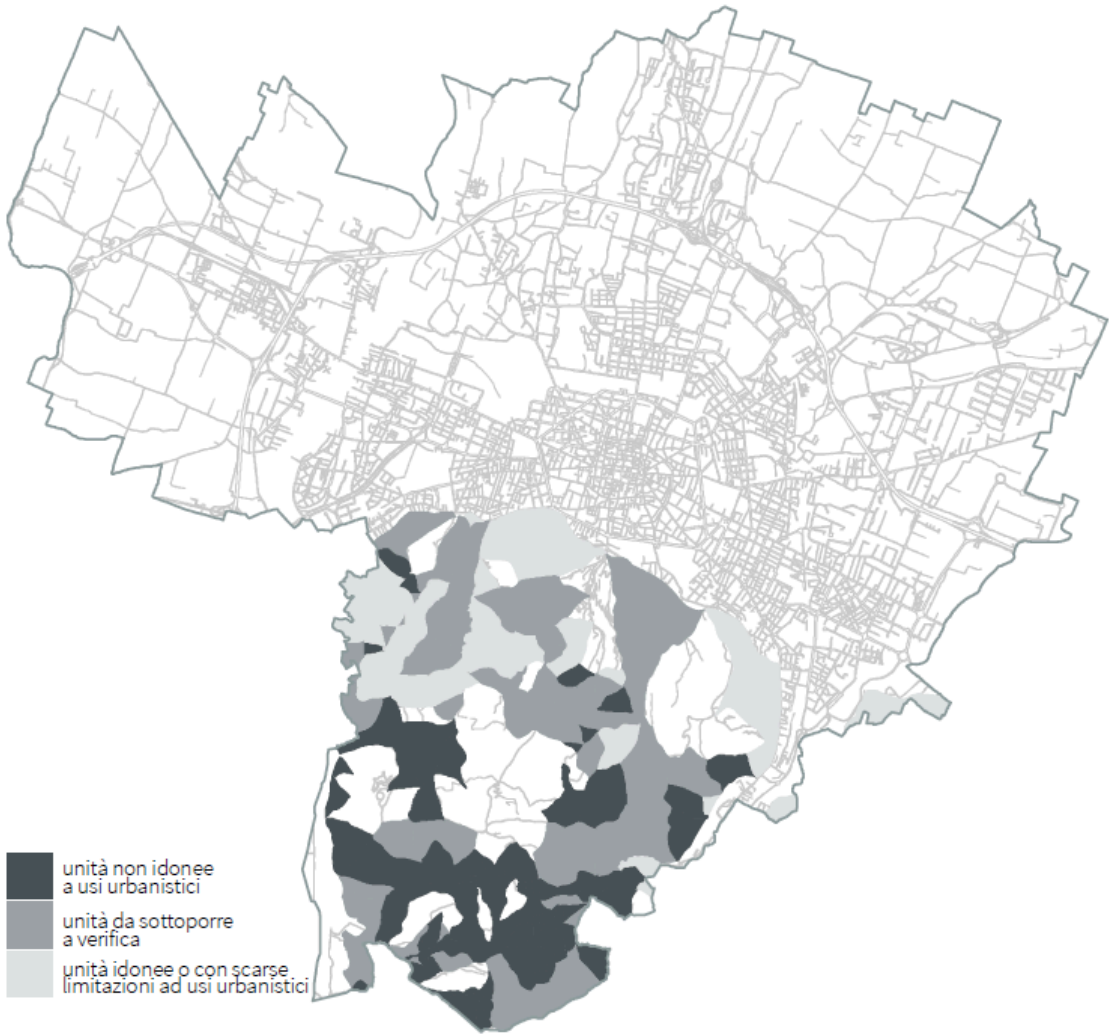 unità non idonee
a usi urbanistici
unità da sottoporre
a verifica
unità idonee o con scarse
limitazioni ad usi urbanistici